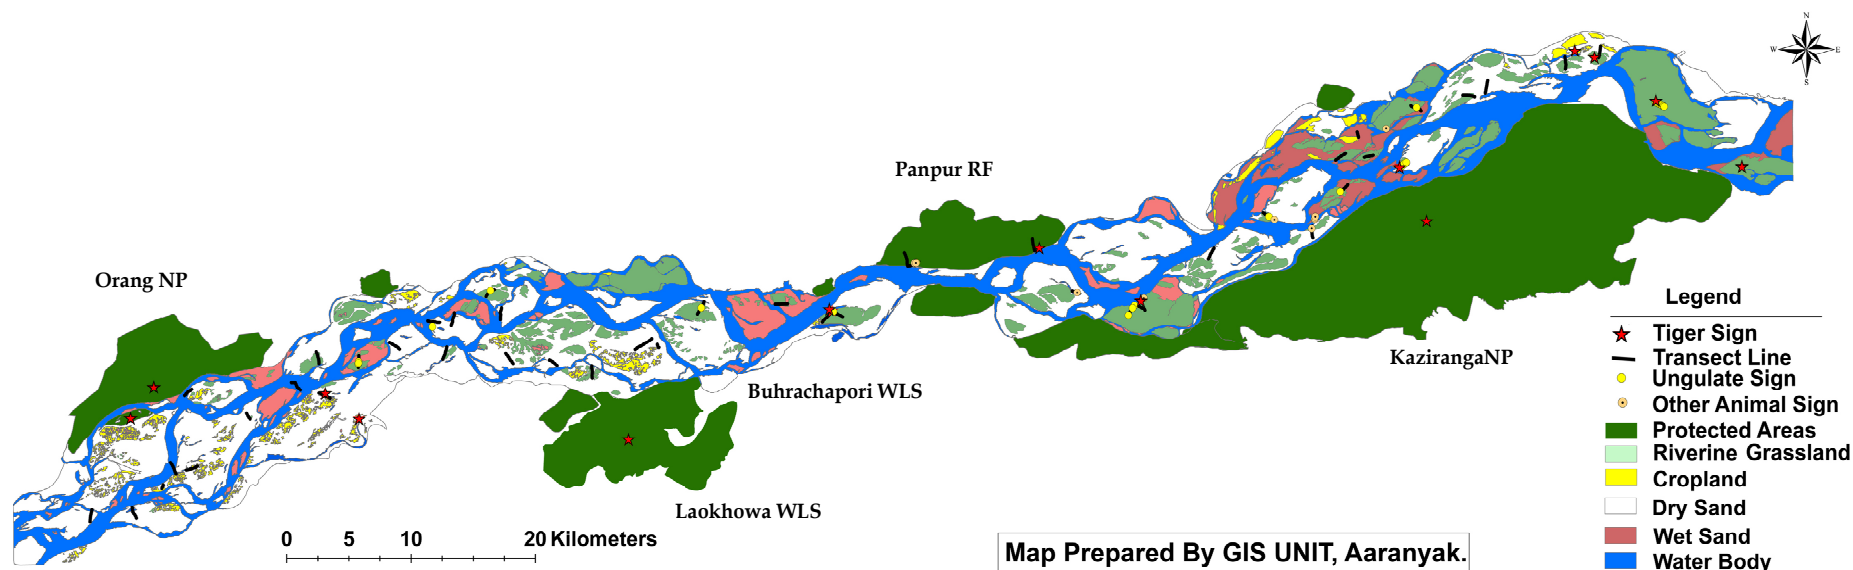 N
W E
S
Panpur RF
Orang NP
KazirangaNP
Buhrachapori WLS
Laokhowa WLS
0 5 10 20 Kilometers
Map Prepared By GIS UNIT, Aaranyak.
Legend
Tiger Sign
Transect Line
Ungulate Sign
Other Animal Sign
Protected Areas
Riverine Grassland
Cropland
Dry Sand
Wet Sand
Water Body